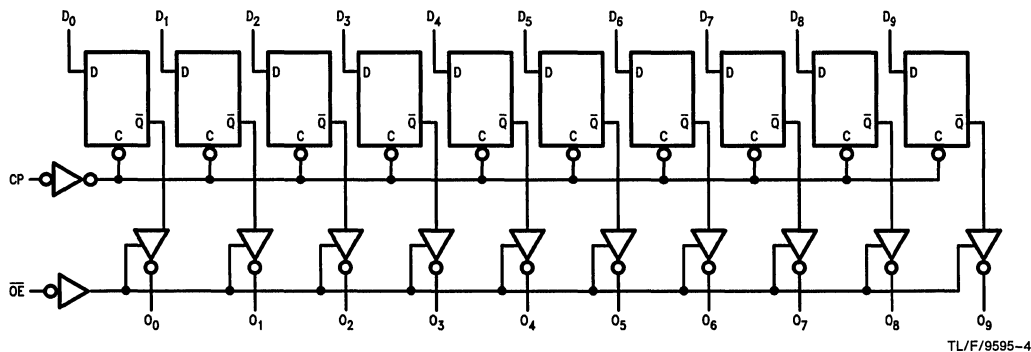 D₀ D₁ D₂ D₃ D₄ D₅ D₆ D₇ D₈ D₉
D D D D D D D D D D
Q̅ Q̅ Q̅ Q̅ Q̅ Q̅ Q̅ Q̅ Q̅ Q̅
C C C C C C C C C C
CP
O̅E̅
O₀ O₁ O₂ O₃ O₄ O₅ O₆ O₇ O₈ O₉
TL/F/9595-4